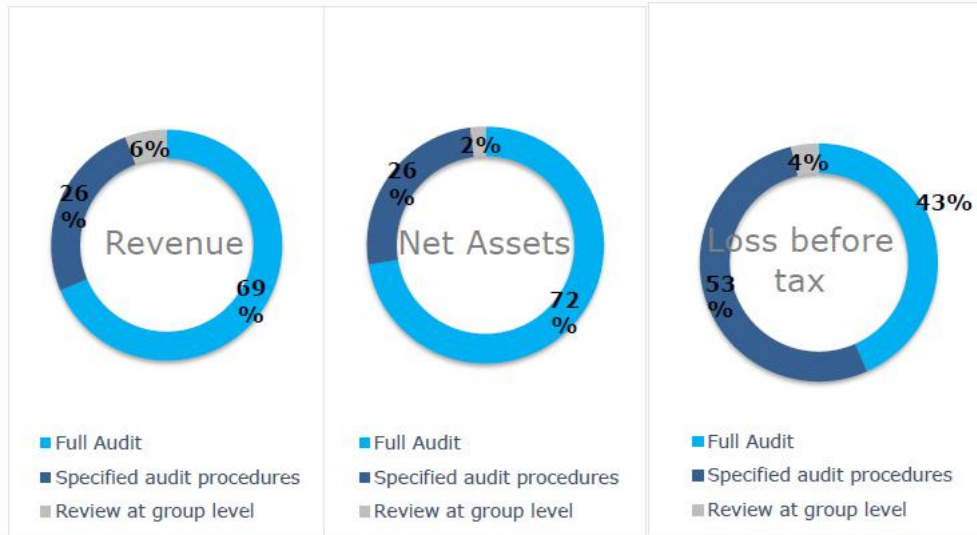 6%
26
%
Revenue
69
%
Full Audit
Specified audit procedures
Review at group level
2%
26
%
Net Assets
72
%
Full Audit
Specified audit procedures
Review at group level
4%
43%
Loss before
tax
53
%
Full Audit
Specified audit procedures
Review at group level